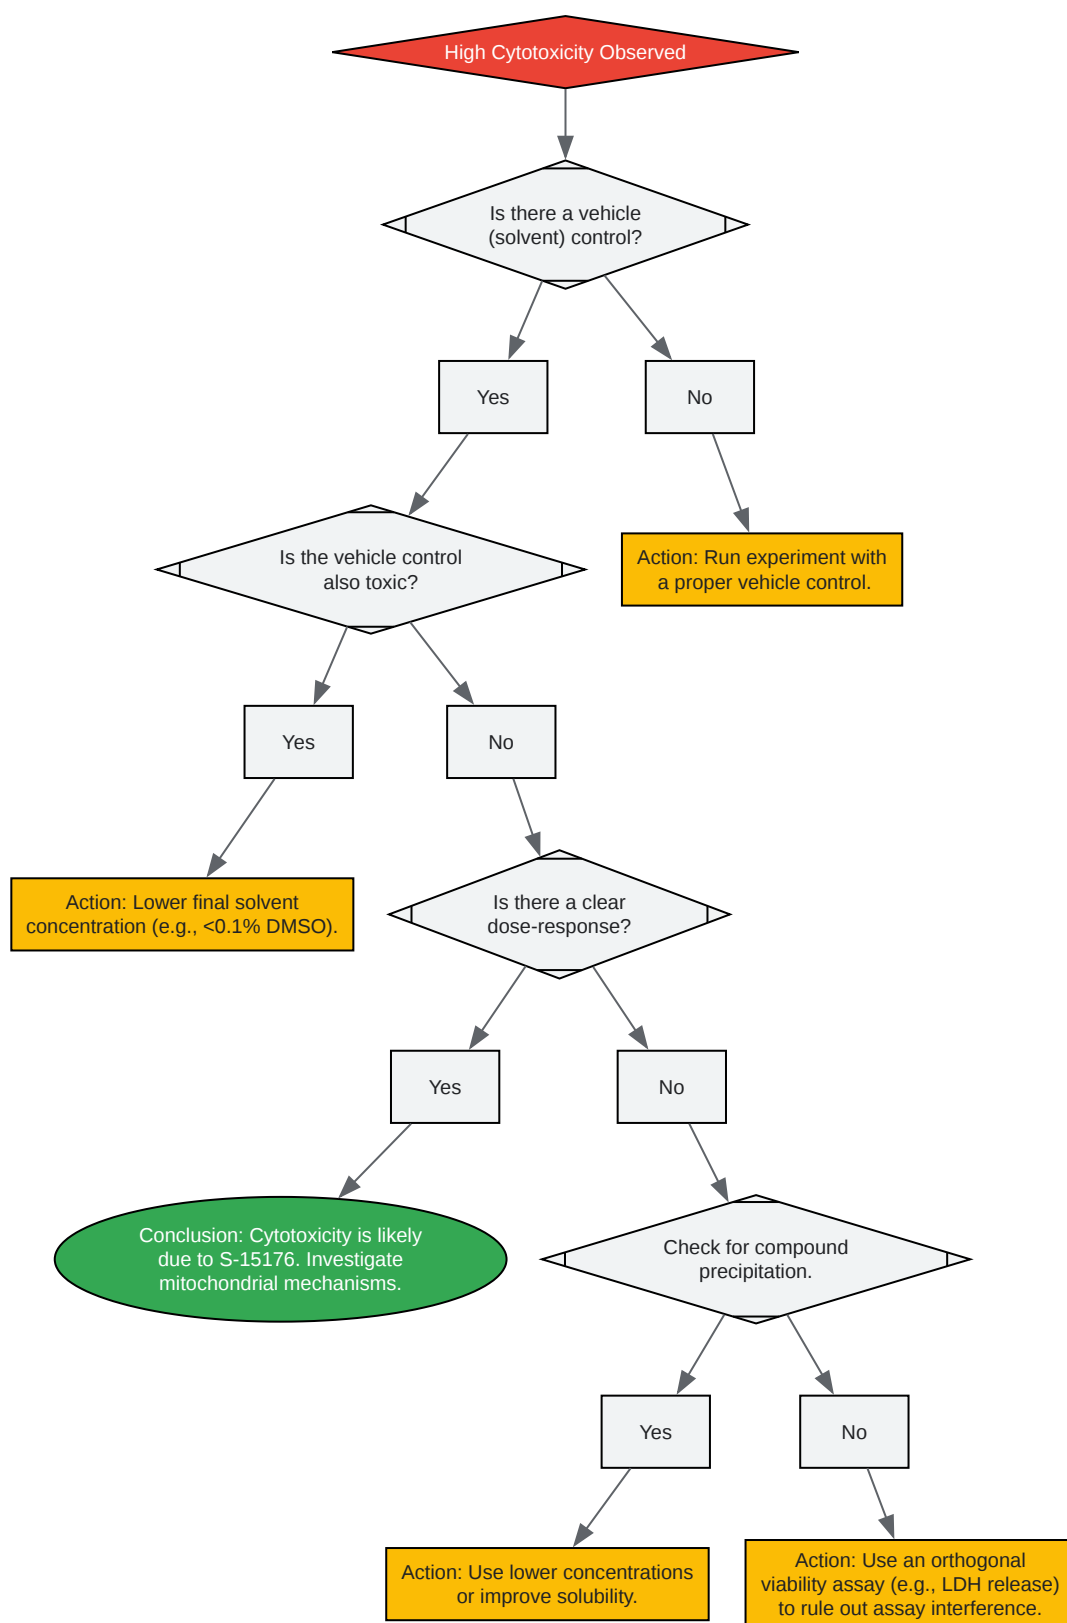 High Cytotoxicity Observed
Is there a vehicle
(solvent) control?
Yes
No
Is the vehicle control
also toxic?
Action: Run experiment with
a proper vehicle control.
Yes
No
Action: Lower final solvent
concentration (e.g., <0.1% DMSO).
Is there a clear
dose-response?
Yes
No
Conclusion: Cytotoxicity is likely
due to S-15176. Investigate
mitochondrial mechanisms.
Check for compound
precipitation.
Yes
No
Action: Use lower concentrations
or improve solubility.
Action: Use an orthogonal
viability assay (e.g., LDH release)
to rule out assay interference.